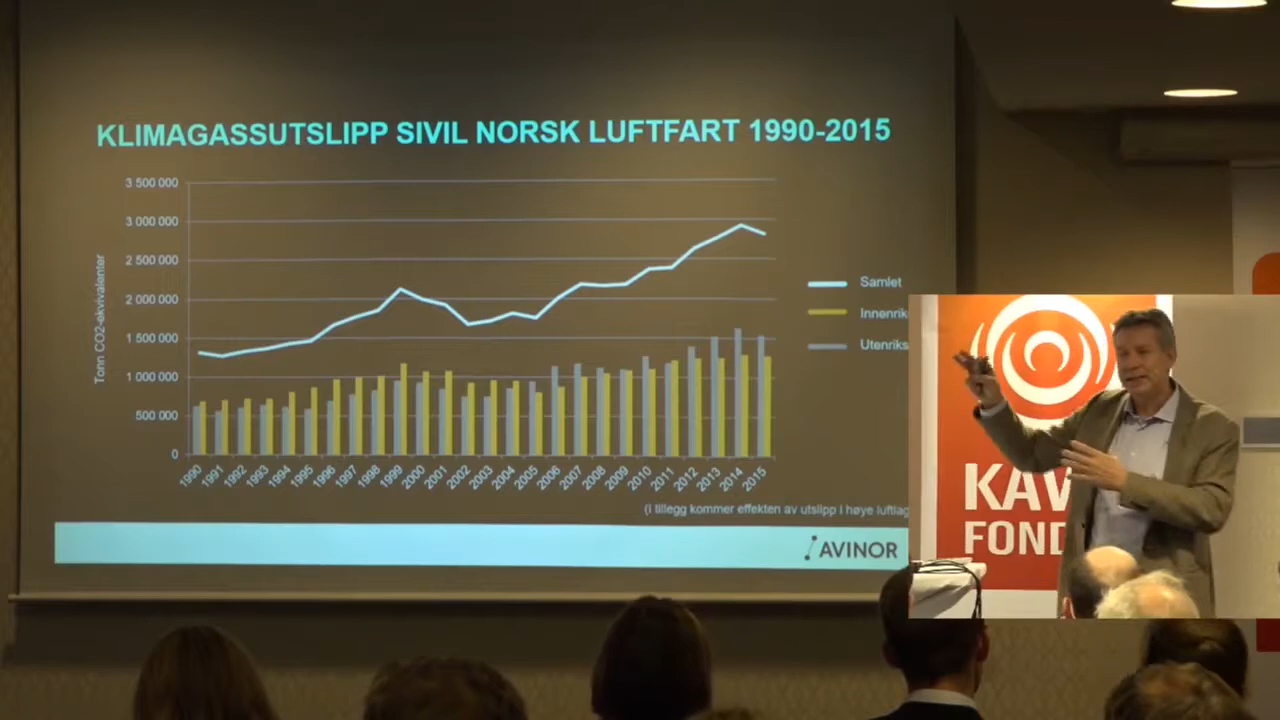 KLIMAGASSUTSLIPP SIVIL NORSK LUFTFART 1990-2015
3 500 000
3 000 000
2 500 000
2 000 000
1 500 000
1 000 000
500 000
0
Tonn CO2-ekvivalenter
1990 1991 1992 1993 1994 1995 1996 1997 1998 1999 2000 2001 2002 2003 2004 2005 2006 2007 2008 2009 2010 2011 2012 2013 2014 2015
Samlet
Innenrik
Utenriks
(i tillegg kommer effekten av utslipp i høye luftlag
AVINOR
KAV
FOND